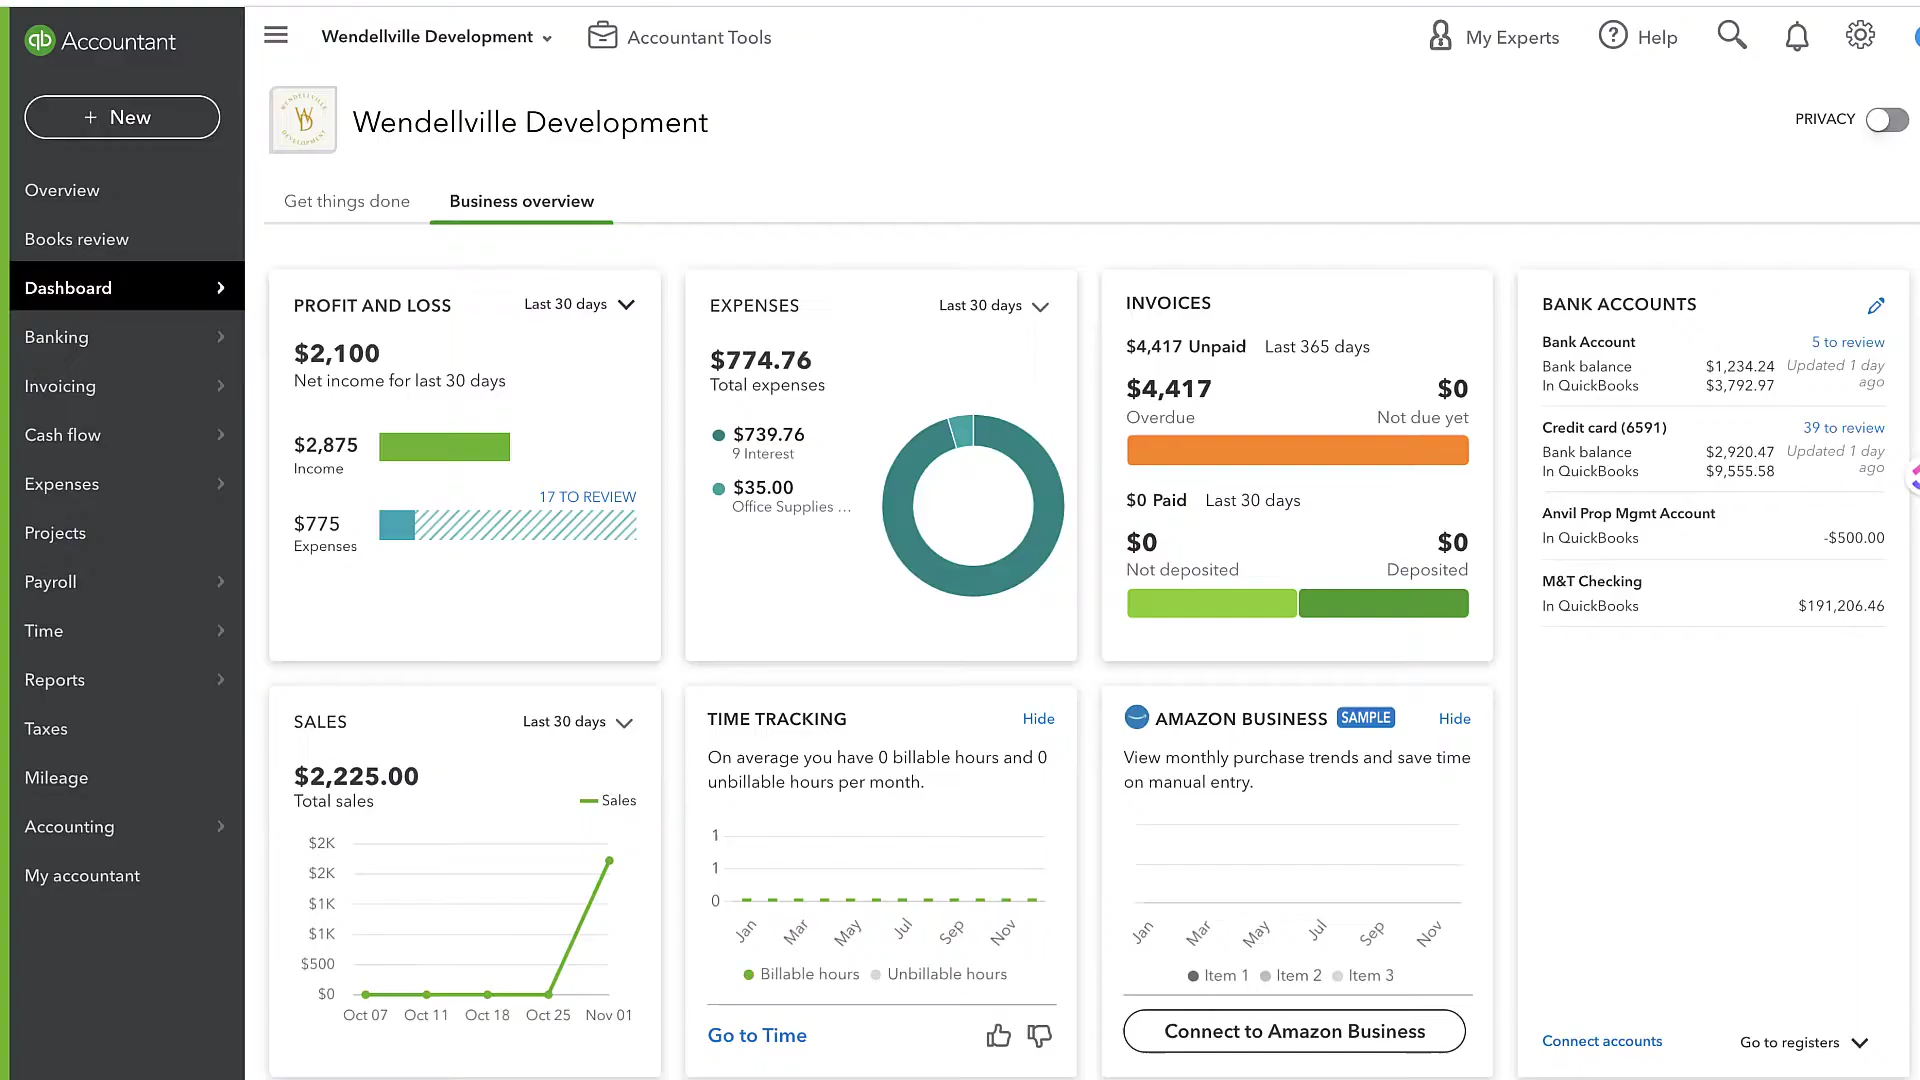 qb Accountant
+ New
Overview
Books review
Dashboard
Banking
Invoicing
Cash flow
Expenses
Projects
Payroll
Time
Reports
Taxes
Mileage
Accounting
My accountant
Wendellville Development
Accountant Tools
My Experts
? Help
WENDELLVILLE
WD
DEVELOPMENT
Wendellville Development
PRIVACY
Get things done
Business overview
PROFIT AND LOSS
Last 30 days
$2,100
Net income for last 30 days
$2,875
Income
17 TO REVIEW
$775
Expenses
EXPENSES
Last 30 days
$774.76
Total expenses
$739.76
9 Interest
$35.00
Office Supplies ...
INVOICES
$4,417 Unpaid Last 365 days
$4,417 $0
Overdue Not due yet
$0 Paid Last 30 days
$0 $0
Not deposited Deposited
BANK ACCOUNTS
Bank Account 5 to review
Bank balance $1,234.24 Updated 1 day
In QuickBooks $3,792.97 ago
Credit card (6591) 39 to review
Bank balance $2,920.47 Updated 1 day
In QuickBooks $9,555.58 ago
Anvil Prop Mgmt Account
In QuickBooks -$500.00
M&T Checking
In QuickBooks $191,206.46
Connect accounts
Go to registers
SALES
Last 30 days
$2,225.00
Total sales
Sales
$2K
$2K
$1K
$1K
$500
$0
Oct 07 Oct 11 Oct 18 Oct 25 Nov 01
TIME TRACKING
Hide
On average you have 0 billable hours and 0
unbillable hours per month.
1
1
0
Jan Mar May Jul Sep Nov
Billable hours Unbillable hours
Go to Time
AMAZON BUSINESS SAMPLE
Hide
View monthly purchase trends and save time
on manual entry.
Jan Mar May Jul Sep Nov
Item 1 Item 2 Item 3
Connect to Amazon Business